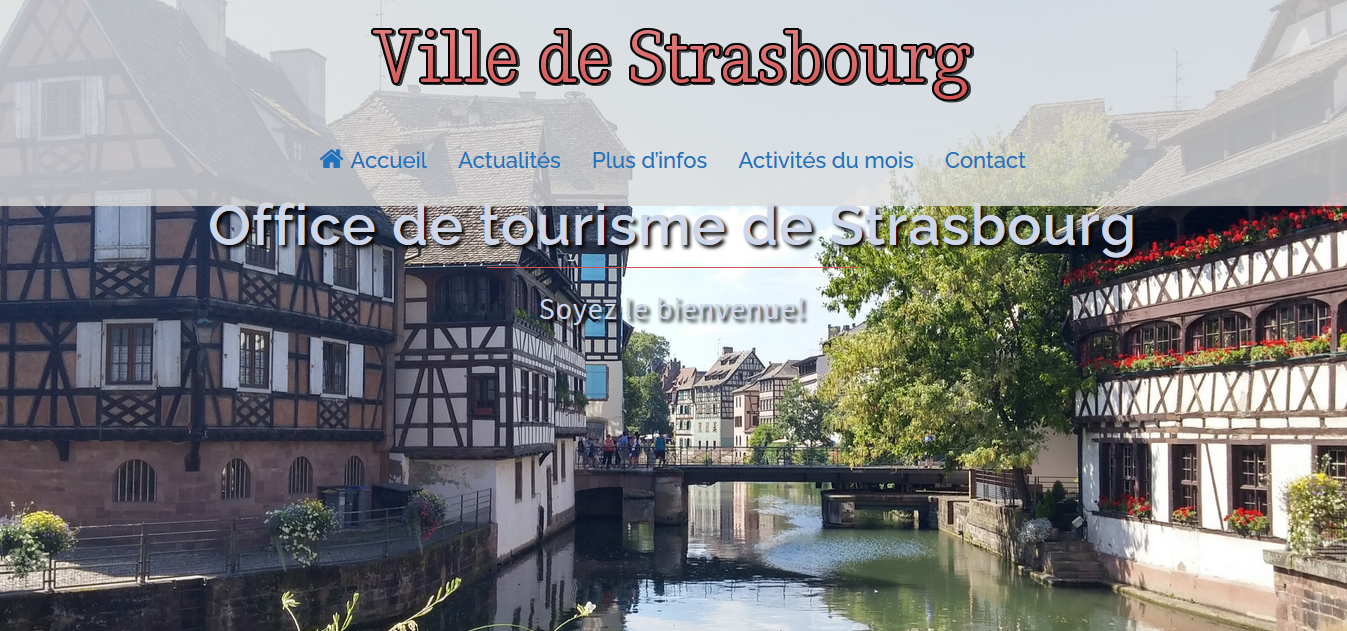 Ville de Strasbourg
Accueil Actualités Plus d’infos Activités du mois Contact
Office de tourisme de Strasbourg
Soyez le bienvenue!